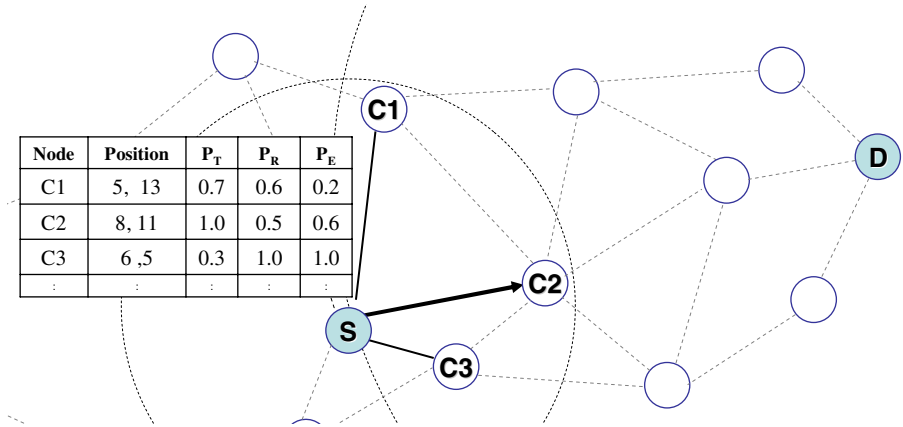 C1
Node Position P_T P_R P_E
C1 5, 13 0.7 0.6 0.2
C2 8, 11 1.0 0.5 0.6
C3 6 ,5 0.3 1.0 1.0
: : : : :
D
C2
S
C3